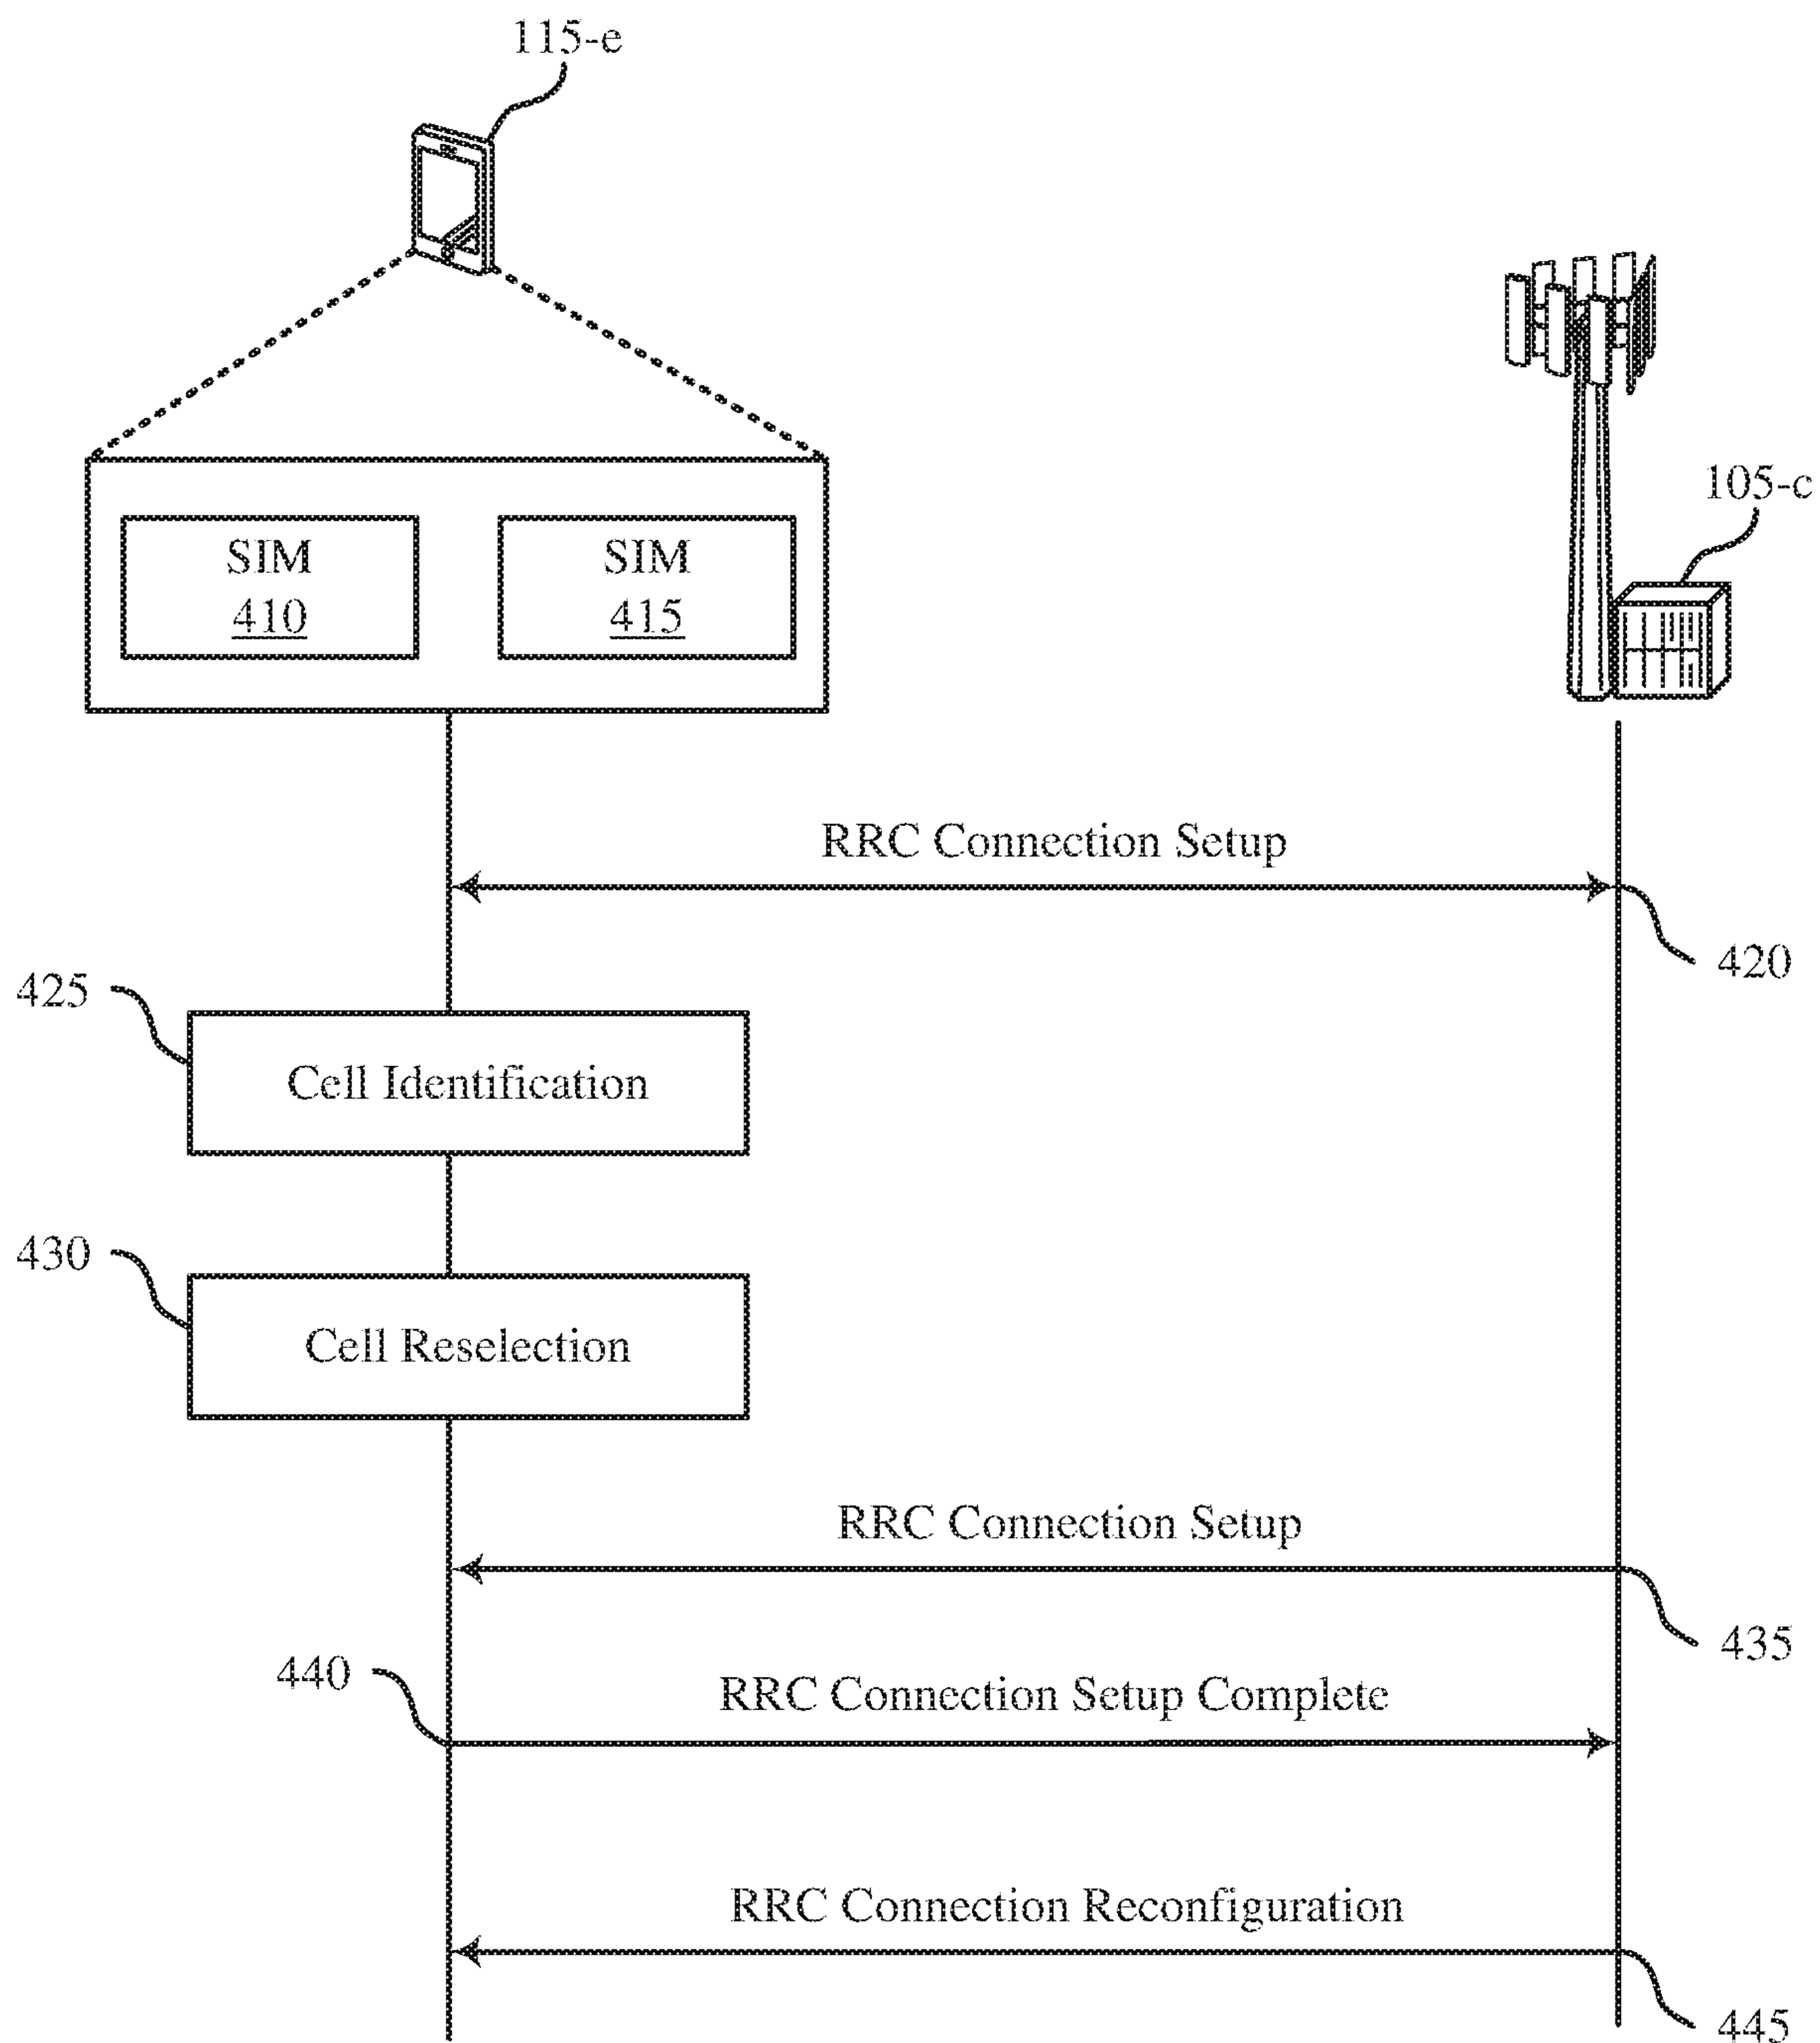 115-e
105-c
SIM
410
SIM
415
RRC Connection Setup
420
425
Cell Identification
430
Cell Reselection
RRC Connection Setup
435
440
RRC Connection Setup Complete
RRC Connection Reconfiguration
445